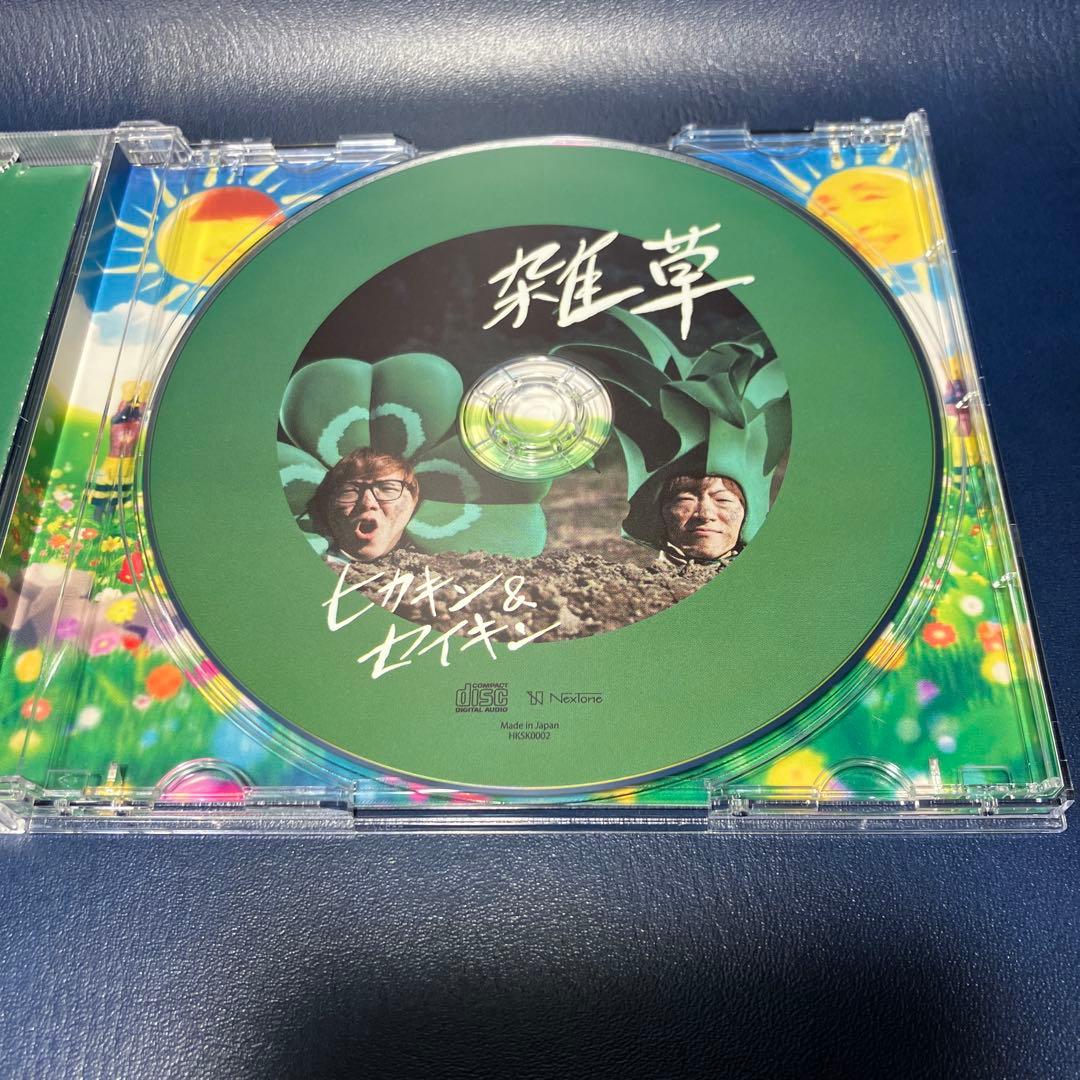 雑草
ヒカキン&
セイキン
COMPACT
disc
DIGITAL AUDIO
NexTone
Made in Japan
HKSK0002